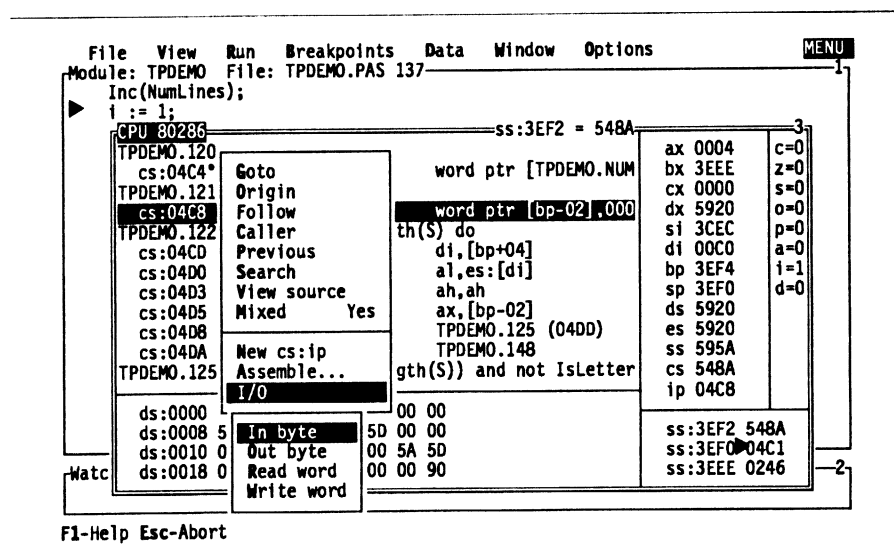 File View Run Breakpoints Data Window Options MENU
Module: TPDEMO File: TPDEMO.PAS 137 1
Inc(NumLines);
i := 1;
CPU 80286 ss:3EF2 = 548A 3
TPDEMO.120 ax 0004 c=0
cs:04C4 Goto word ptr [TPDEMO.NUM bx 3EEE z=0
TPDEMO.121 Origin cx 0000 s=0
cs:04C8 Follow word ptr [bp-02],000 dx 5920 o=0
TPDEMO.122 Caller th(S) do si 3CEC p=0
cs:04CD Previous di,[bp+04] di 00C0 a=0
cs:04D0 Search al,es:[di] bp 3EF4 i=1
cs:04D3 View source ah,ah sp 3EF0 d=0
cs:04D5 Mixed Yes ax,[bp-02] ds 5920
cs:04D8 TPDEMO.125 (04DD) es 5920
cs:04DA New cs:ip TPDEMO.148 ss 595A
TPDEMO.125 Assemble... gth(S)) and not IsLetter cs 548A
I/O ip 04C8
ds:0000 00 00
ds:0008 5 In byte 5D 00 00 ss:3EF2 548A
ds:0010 0 Out byte 00 5A 5D ss:3EF0 04C1
Watc ds:0018 0 Read word 00 00 90 ss:3EEE 0246 2
Write word
F1-Help Esc-Abort